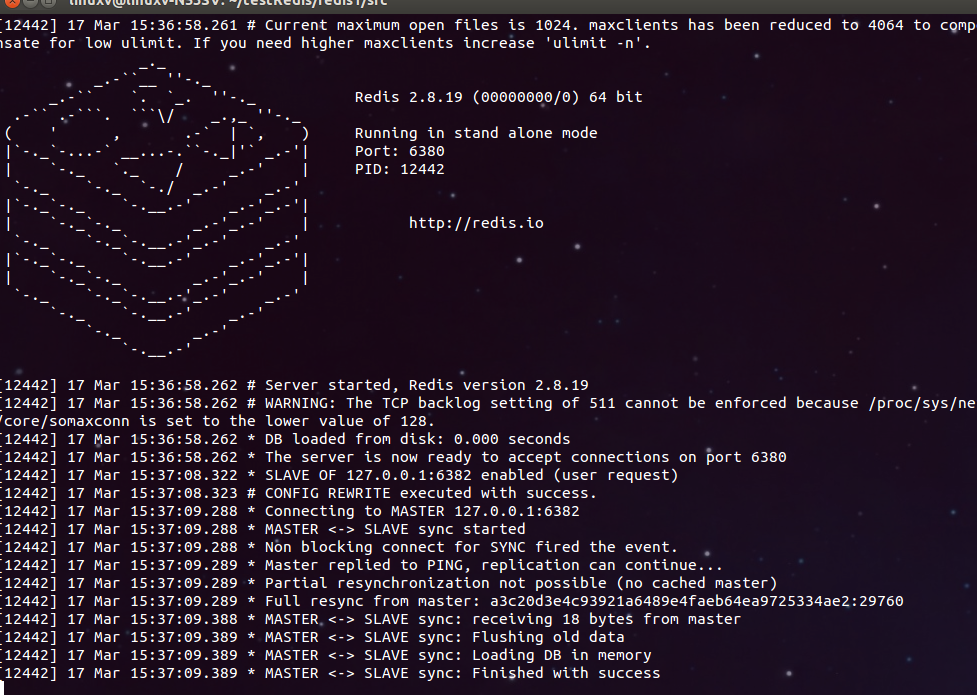 linuxv@linuxv-N55SV: ~/testRedis/redis1/src
[12442] 17 Mar 15:36:58.261 # Current maximum open files is 1024. maxclients has been reduced to 4064 to comp
nsate for low ulimit. If you need higher maxclients increase 'ulimit -n'.
Redis 2.8.19 (00000000/0) 64 bit
Running in stand alone mode
Port: 6380
PID: 12442
http://redis.io
[12442] 17 Mar 15:36:58.262 # Server started, Redis version 2.8.19
[12442] 17 Mar 15:36:58.262 # WARNING: The TCP backlog setting of 511 cannot be enforced because /proc/sys/ne
/core/somaxconn is set to the lower value of 128.
[12442] 17 Mar 15:36:58.262 * DB loaded from disk: 0.000 seconds
[12442] 17 Mar 15:36:58.262 * The server is now ready to accept connections on port 6380
[12442] 17 Mar 15:37:08.322 * SLAVE OF 127.0.0.1:6382 enabled (user request)
[12442] 17 Mar 15:37:08.323 # CONFIG REWRITE executed with success.
[12442] 17 Mar 15:37:09.288 * Connecting to MASTER 127.0.0.1:6382
[12442] 17 Mar 15:37:09.288 * MASTER <-> SLAVE sync started
[12442] 17 Mar 15:37:09.288 * Non blocking connect for SYNC fired the event.
[12442] 17 Mar 15:37:09.289 * Master replied to PING, replication can continue...
[12442] 17 Mar 15:37:09.289 * Partial resynchronization not possible (no cached master)
[12442] 17 Mar 15:37:09.289 * Full resync from master: a3c20d3e4c93921a6489e4faeb64ea9725334ae2:29760
[12442] 17 Mar 15:37:09.388 * MASTER <-> SLAVE sync: receiving 18 bytes from master
[12442] 17 Mar 15:37:09.389 * MASTER <-> SLAVE sync: Flushing old data
[12442] 17 Mar 15:37:09.389 * MASTER <-> SLAVE sync: Loading DB in memory
[12442] 17 Mar 15:37:09.389 * MASTER <-> SLAVE sync: Finished with success